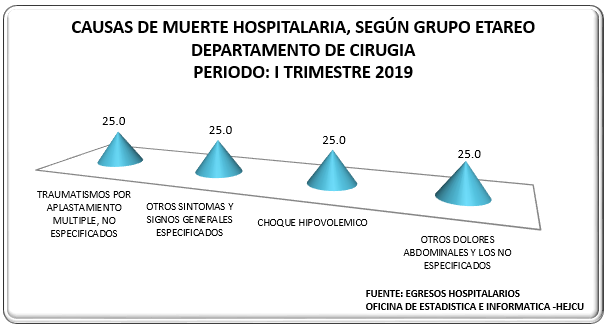 CAUSAS DE MUERTE HOSPITALARIA, SEGÚN GRUPO ETAREO
DEPARTAMENTO DE CIRUGIA
PERIODO: I TRIMESTRE 2019
25.0
25.0
25.0
25.0
TRAUMATISMOS POR
APLASTAMIENTO
MULTIPLE, NO
ESPECIFICADOS
OTROS SINTOMAS Y
SIGNOS GENERALES
ESPECIFICADOS
CHOQUE HIPOVOLEMICO
OTROS DOLORES
ABDOMINALES Y LOS NO
ESPECIFICADOS
FUENTE: EGRESOS HOSPITALARIOS
OFICINA DE ESTADISTICA E INFORMATICA -HEJCU